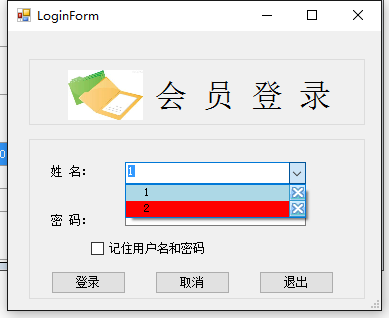 LoginForm
会 员 登 录
姓 名：
1
1
2
密 码：
记住用户名和密码
登录 取消 退出
0